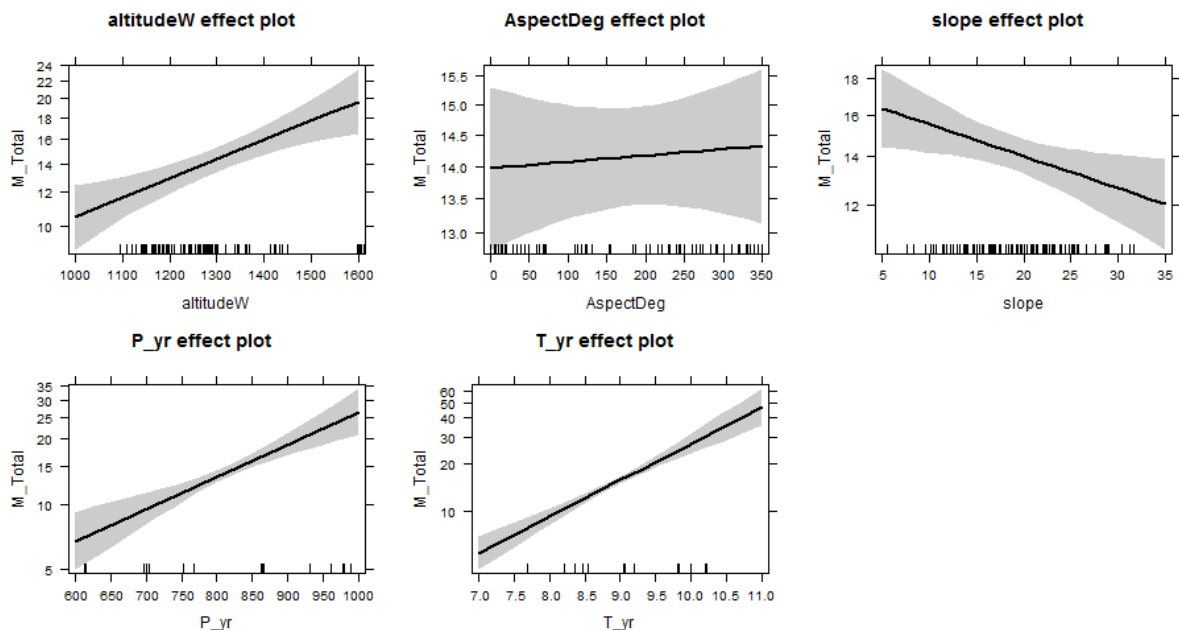 altitudeW effect plot
M_Total
24
22
20
18
16
14
12
10
1000 1100 1200 1300 1400 1500 1600
altitudeW
AspectDeg effect plot
M_Total
15.5
15.0
14.5
14.0
13.5
13.0
0 50 100 150 200 250 300 350
AspectDeg
slope effect plot
M_Total
18
16
14
12
5 10 15 20 25 30 35
slope
P_yr effect plot
M_Total
35
30
25
20
15
10
5
600 650 700 750 800 850 900 950 1000
P_yr
T_yr effect plot
M_Total
60
50
40
30
20
10
7.0 7.5 8.0 8.5 9.0 9.5 10.0 10.5 11.0
T_yr